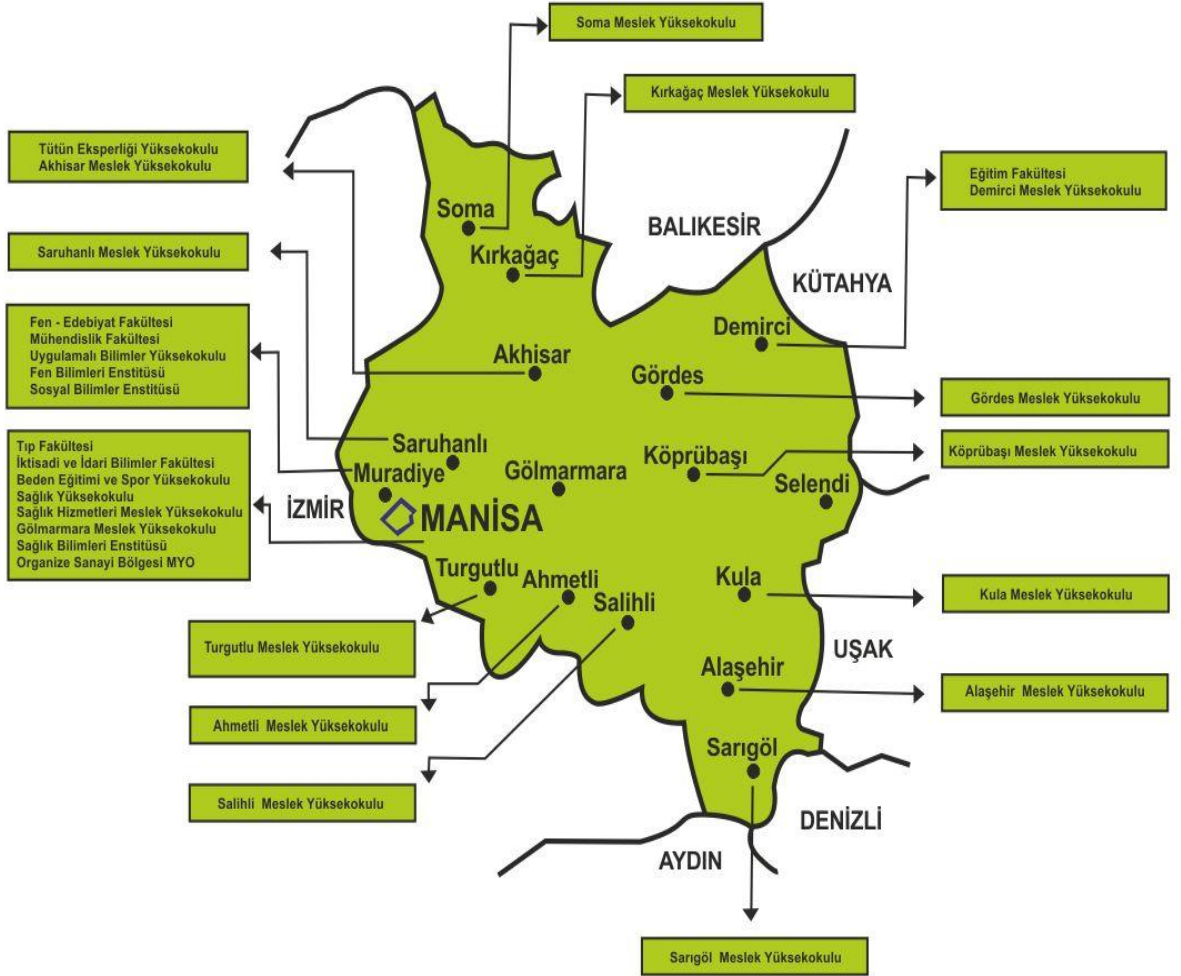 Soma Meslek Yüksekokulu
Kırkağaç Meslek Yüksekokulu
Tütün Eksperliği Yüksekokulu
Akhisar Meslek Yüksekokulu
Eğitim Fakültesi
Demirci Meslek Yüksekokulu
Saruhanlı Meslek Yüksekokulu
Fen - Edebiyat Fakültesi
Mühendislik Fakültesi
Uygulamalı Bilimler Yüksekokulu
Fen Bilimleri Enstitüsü
Sosyal Bilimler Enstitüsü
Tıp Fakültesi
İktisadi ve İdari Bilimler Fakültesi
Beden Eğitimi ve Spor Yüksekokulu
Sağlık Yüksekokulu
Sağlık Hizmetleri Meslek Yüksekokulu
Gölmarmara Meslek Yüksekokulu
Sağlık Bilimleri Enstitüsü
Organize Sanayi Bölgesi MYO
Soma
Kırkağaç
BALIKESİR
KÜTAHYA
Demirci
Akhisar
Gördes
Gördes Meslek Yüksekokulu
Saruhanlı
Muradiye
Gölmarmara
Köprübaşı
Köprübaşı Meslek Yüksekokulu
Selendi
İZMİR
MANİSA
Turgutlu
Ahmetli
Salihli
Kula
Kula Meslek Yüksekokulu
Turgutlu Meslek Yüksekokulu
UŞAK
Alaşehir
Alaşehir Meslek Yüksekokulu
Ahmetli Meslek Yüksekokulu
Sarıgöl
Salihli Meslek Yüksekokulu
DENİZLİ
AYDIN
Sarıgöl Meslek Yüksekokulu